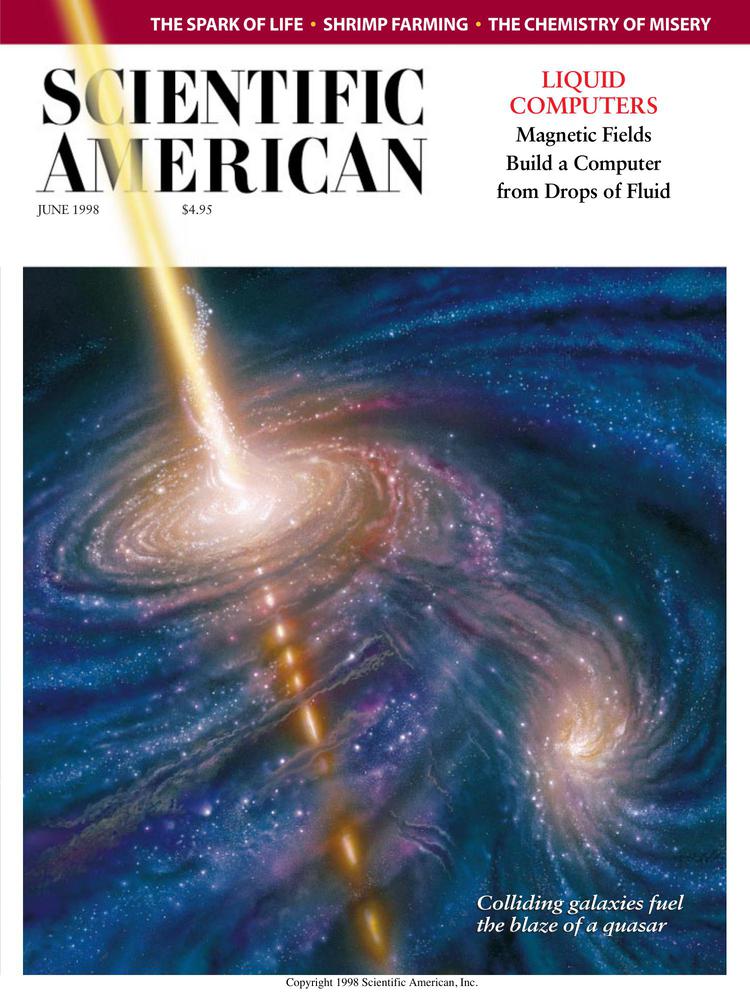 THE SPARK OF LIFE • SHRIMP FARMING • THE CHEMISTRY OF MISERY
SCIENTIFIC
AMERICAN
JUNE 1998 $4.95
LIQUID
COMPUTERS
Magnetic Fields
Build a Computer
from Drops of Fluid
Colliding galaxies fuel
the blaze of a quasar
Copyright 1998 Scientific American, Inc.